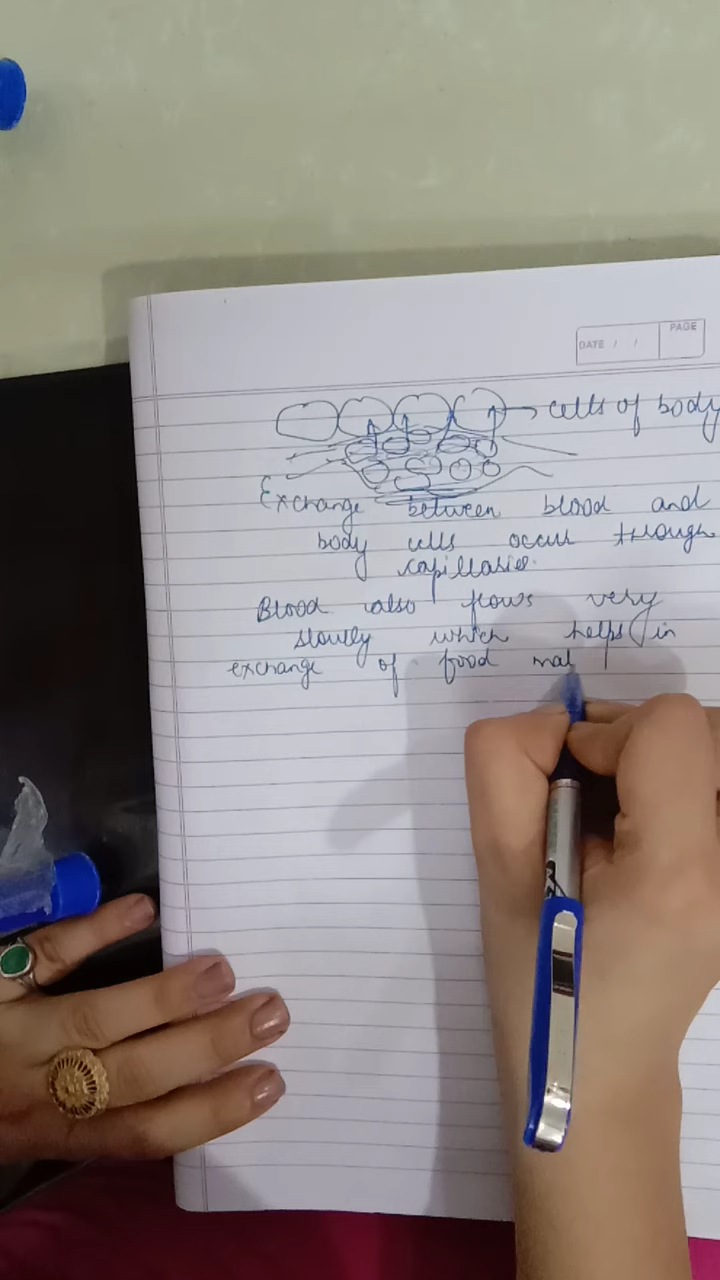 PAGE
DATE / /
cells of body
Exchange between blood and
body cells occur through
capillaries.
Blood also flows very
slowly which helps in
exchange of food mat